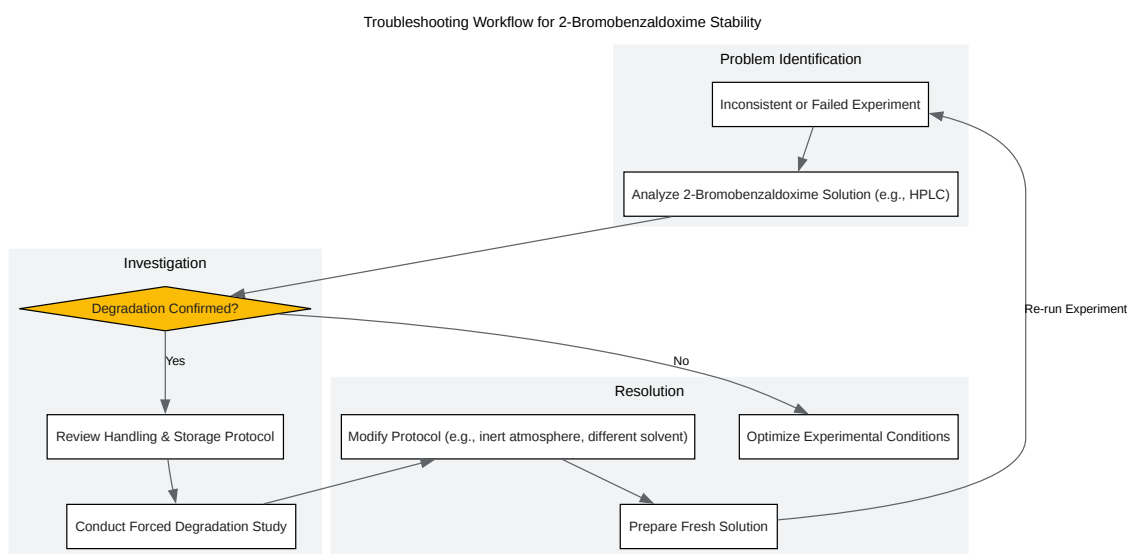 Troubleshooting Workflow for 2-Bromobenzaldoxime Stability
Problem Identification
Inconsistent or Failed Experiment
Analyze 2-Bromobenzaldoxime Solution (e.g., HPLC)
Investigation
Degradation Confirmed?
Re-run Experiment
Yes
No
Resolution
Review Handling & Storage Protocol
Modify Protocol (e.g., inert atmosphere, different solvent)
Optimize Experimental Conditions
Conduct Forced Degradation Study
Prepare Fresh Solution